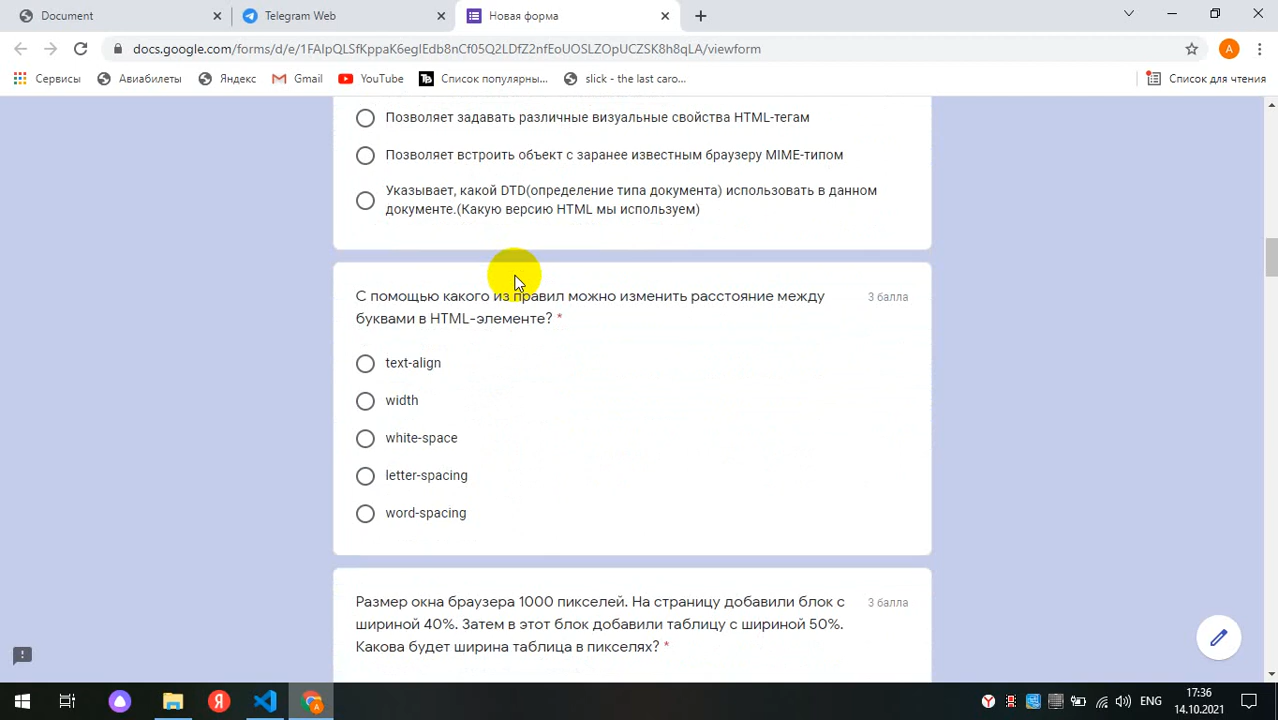 Document
Telegram Web
Новая форма
docs.google.com/forms/d/e/1FAIpQLSfKppaK6egIEdb8nCf05Q2LDfZ2nfEoUOSLZOpUCZSK8h8qLA/viewform
A
Сервисы
Авиабилеты
Яндекс
Gmail
YouTube
Список популярны...
slick - the last caro...
Список для чтения
Позволяет задавать различные визуальные свойства HTML-тегам
Позволяет встроить объект с заранее известным браузеру MIME-типом
Указывает, какой DTD(определение типа документа) использовать в данном
документе.(Какую версию HTML мы используем)
С помощью какого из правил можно изменить расстояние между
буквами в HTML-элементе? *
3 балла
text-align
width
white-space
letter-spacing
word-spacing
Размер окна браузера 1000 пикселей. На страницу добавили блок с
шириной 40%. Затем в этот блок добавили таблицу с шириной 50%.
Какова будет ширина таблица в пикселях? *
3 балла
ENG
17:36
14.10.2021